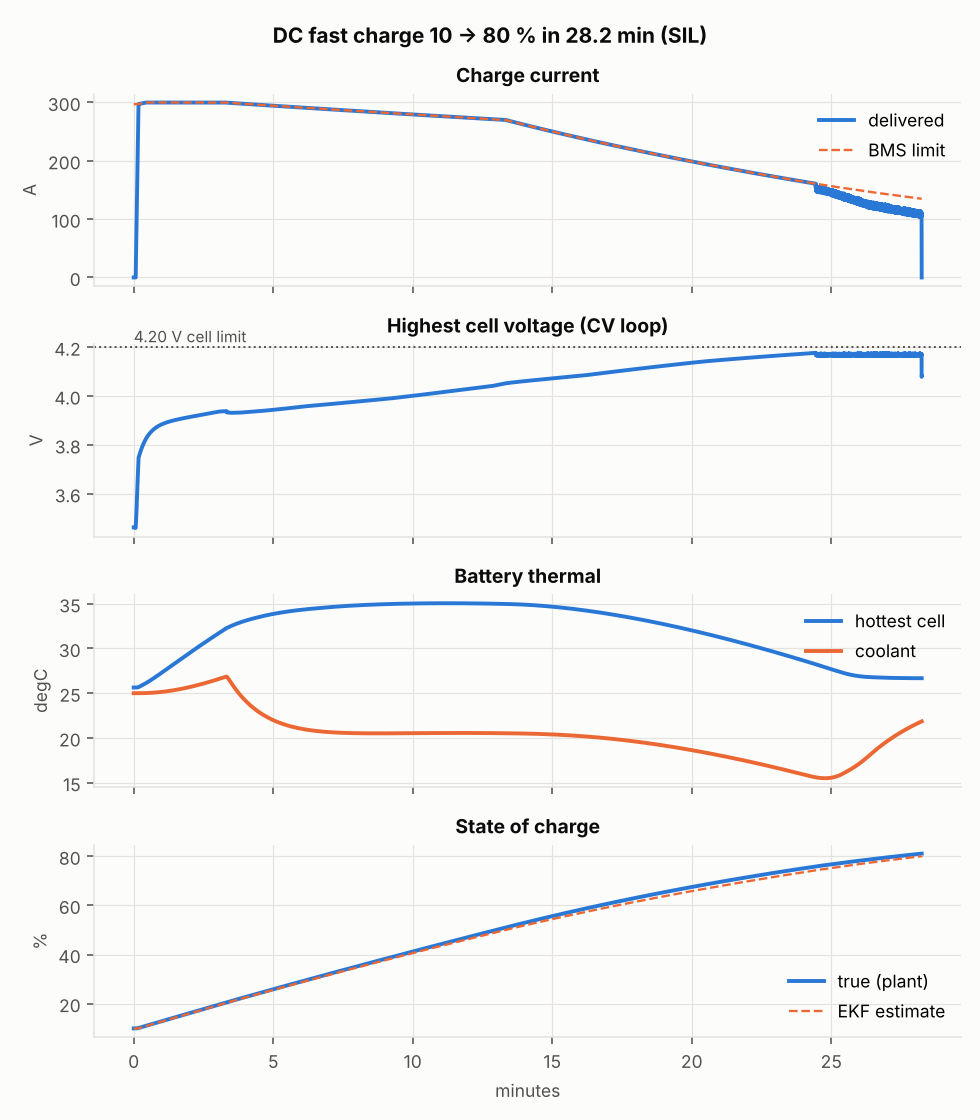 DC fast charge 10 → 80 % in 28.2 min (SIL)
Charge current
300
200
100
0
A
delivered
BMS limit
Highest cell voltage (CV loop)
4.20 V cell limit
4.2
4.0
3.8
3.6
V
Battery thermal
35
30
25
20
15
degC
hottest cell
coolant
State of charge
80
60
40
20
%
true (plant)
EKF estimate
0 5 10 15 20 25
minutes